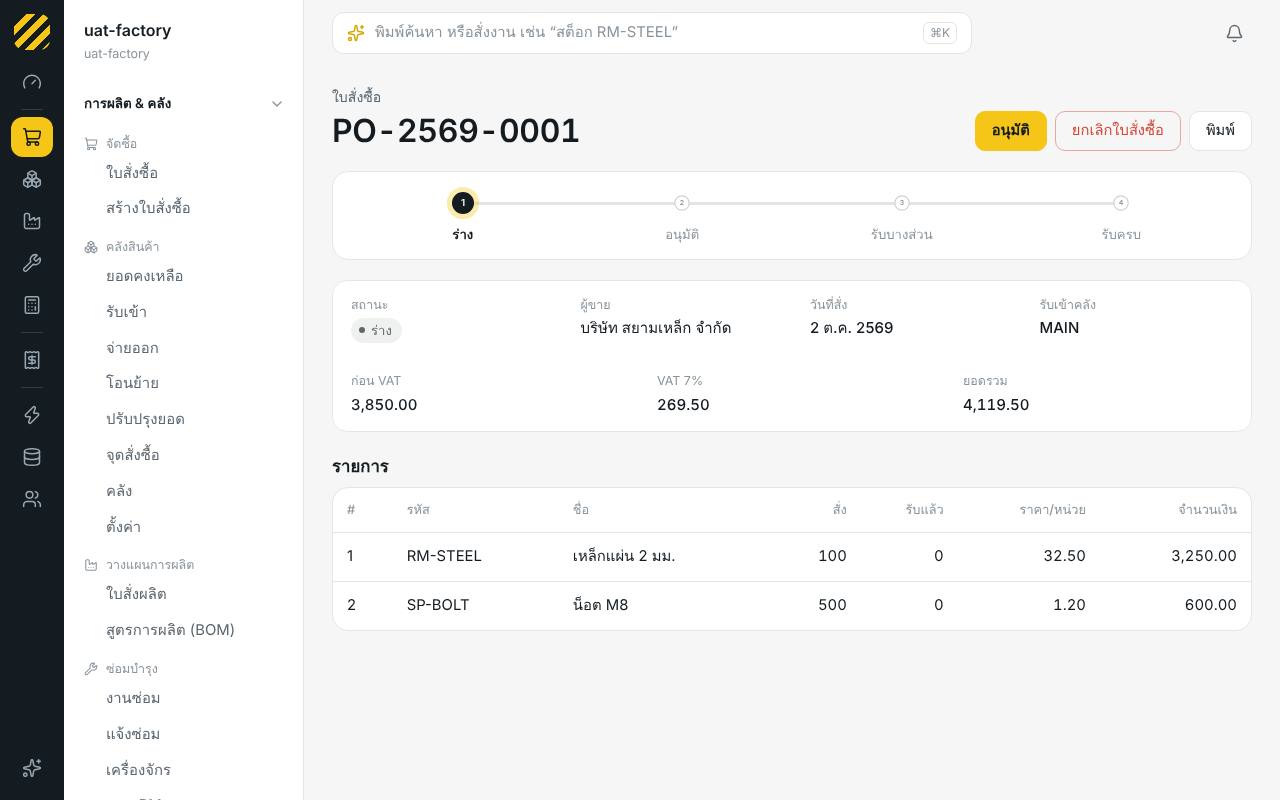 uat-factory
uat-factory
การผลิต & คลัง
จัดซื้อ
ใบสั่งซื้อ
สร้างใบสั่งซื้อ
คลังสินค้า
ยอดคงเหลือ
รับเข้า
จ่ายออก
โอนย้าย
ปรับปรุงยอด
จุดสั่งซื้อ
คลัง
ตั้งค่า
วางแผนการผลิต
ใบสั่งผลิต
สูตรการผลิต (BOM)
ซ่อมบำรุง
งานซ่อม
แจ้งซ่อม
เครื่องจักร
พิมพ์ค้นหา หรือสั่งงาน เช่น “สต็อก RM-STEEL” ⌘K
ใบสั่งซื้อ
PO-2569-0001
อนุมัติ ยกเลิกใบสั่งซื้อ พิมพ์
1 2 3 4
ร่าง อนุมัติ รับบางส่วน รับครบ
สถานะ ผู้ขาย วันที่สั่ง รับเข้าคลัง
ร่าง บริษัท สยามเหล็ก จำกัด 2 ต.ค. 2569 MAIN
ก่อน VAT VAT 7% ยอดรวม
3,850.00 269.50 4,119.50
รายการ
# รหัส ชื่อ สั่ง รับแล้ว ราคา/หน่วย จำนวนเงิน
1 RM-STEEL เหล็กแผ่น 2 มม. 100 0 32.50 3,250.00
2 SP-BOLT น็อต M8 500 0 1.20 600.00